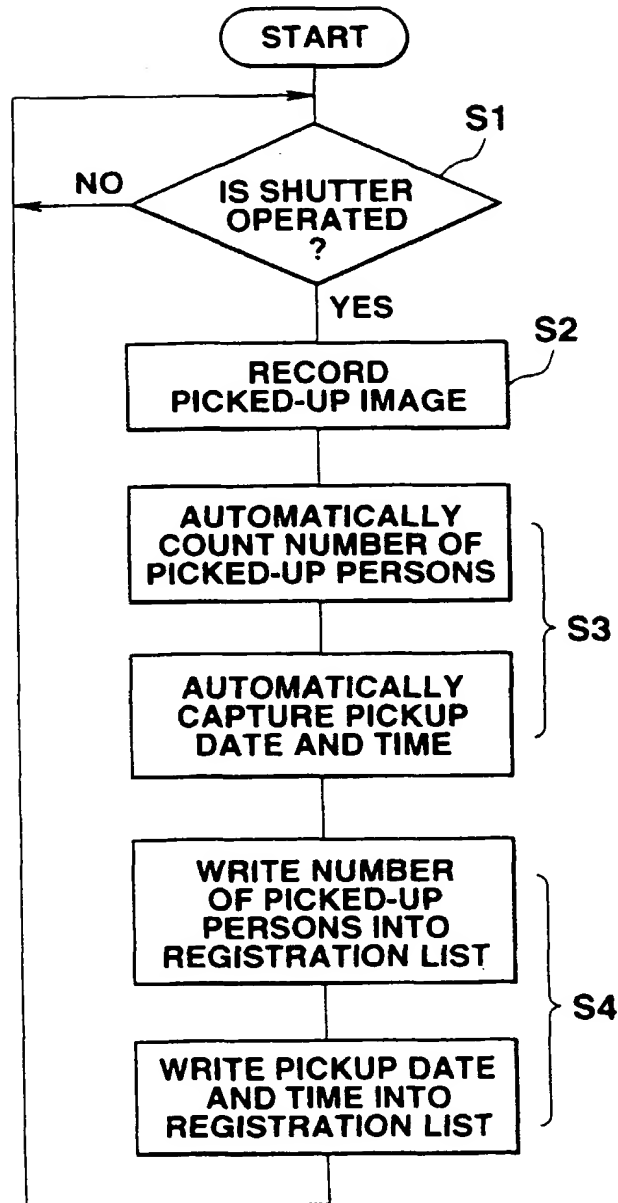 START
S1
NO
IS SHUTTER
OPERATED
?
YES
S2
RECORD
PICKED-UP IMAGE
AUTOMATICALLY
COUNT NUMBER OF
PICKED-UP PERSONS
S3
AUTOMATICALLY
CAPTURE PICKUP
DATE AND TIME
WRITE NUMBER
OF PICKED-UP
PERSONS INTO
REGISTRATION LIST
S4
WRITE PICKUP DATE
AND TIME INTO
REGISTRATION LIST